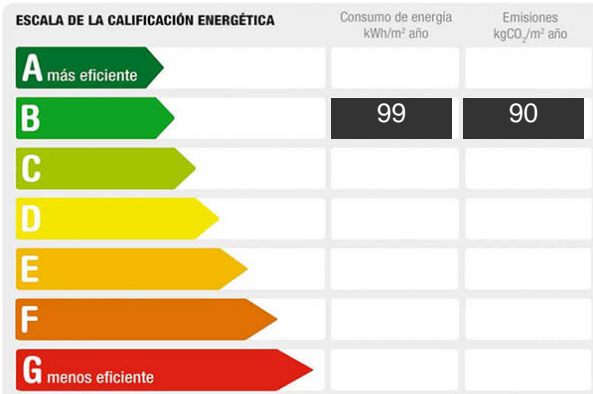 ESCALA DE LA CALIFICACIÓN ENERGÉTICA
Consumo de energía
kWh/m² año
Emisiones
kgCO₂/m² año
A más eficiente
B
99
90
C
D
E
F
G menos eficiente